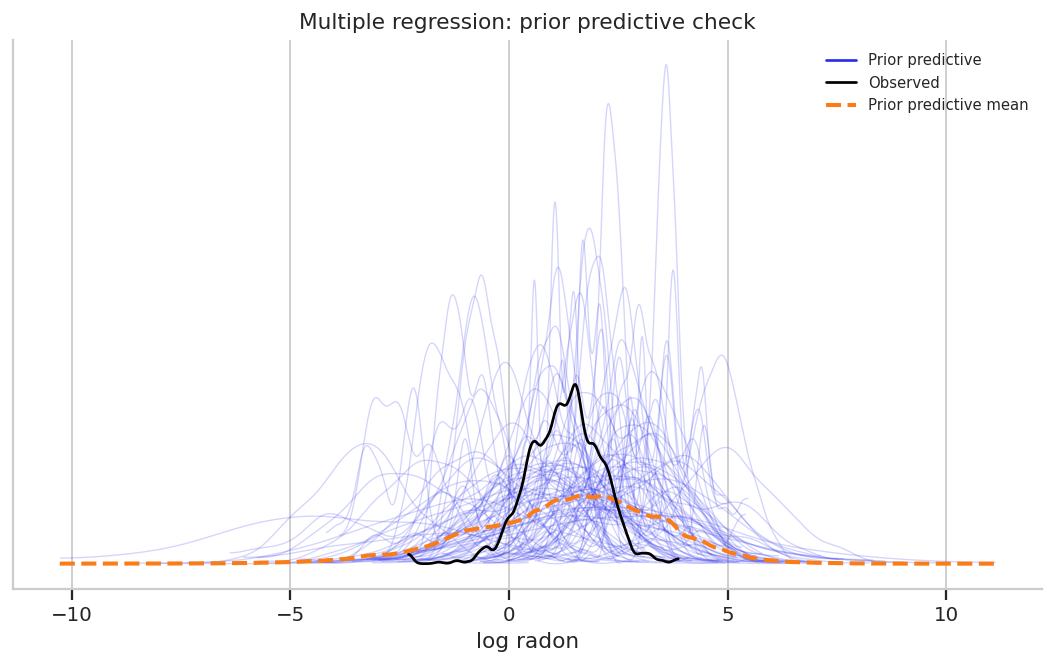 Multiple regression: prior predictive check
Prior predictive
Observed
Prior predictive mean
−10
−5
0
5
10
log radon